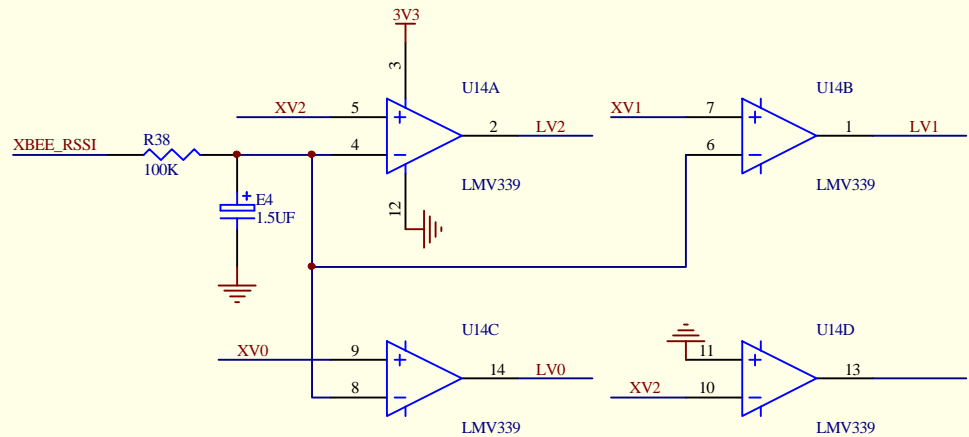 3V3
3
U14A
U14B
XV2
5
XV1
7
2
LV2
1
LV1
XBEE_RSSI
R38
100K
4
6
LMV339
LMV339
12
E4
1.5UF
U14C
U14D
XV0
9
11
14
LV0
13
8
XV2
10
LMV339
LMV339